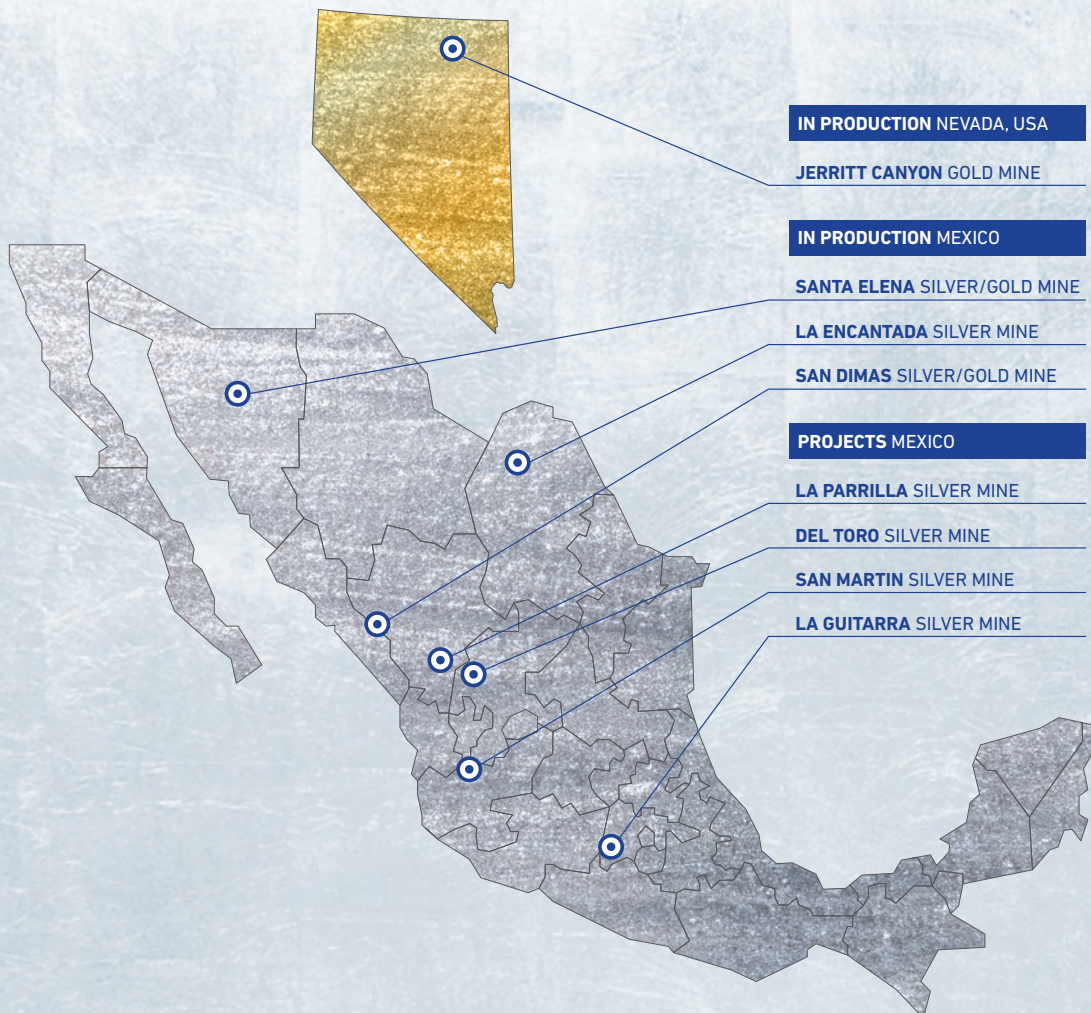 IN PRODUCTION NEVADA, USA
JERRITT CANYON GOLD MINE
IN PRODUCTION MEXICO
SANTA ELENA SILVER/GOLD MINE
LA ENCANTADA SILVER MINE
SAN DIMAS SILVER/GOLD MINE
PROJECTS MEXICO
LA PARRILLA SILVER MINE
DEL TORO SILVER MINE
SAN MARTIN SILVER MINE
LA GUITARRA SILVER MINE